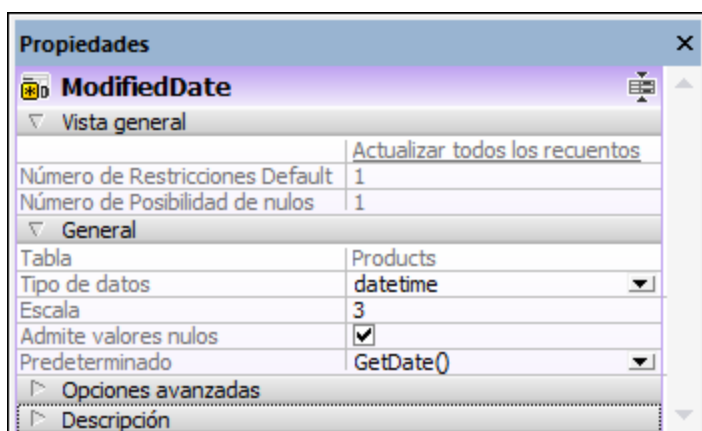 Propiedades
ModifiedDate
Vista general
Actualizar todos los recuentos
Número de Restricciones Default 1
Número de Posibilidad de nulos 1
General
Tabla Products
Tipo de datos datetime
Escala 3
Admite valores nulos
Predeterminado GetDate()
Opciones avanzadas
Descripción